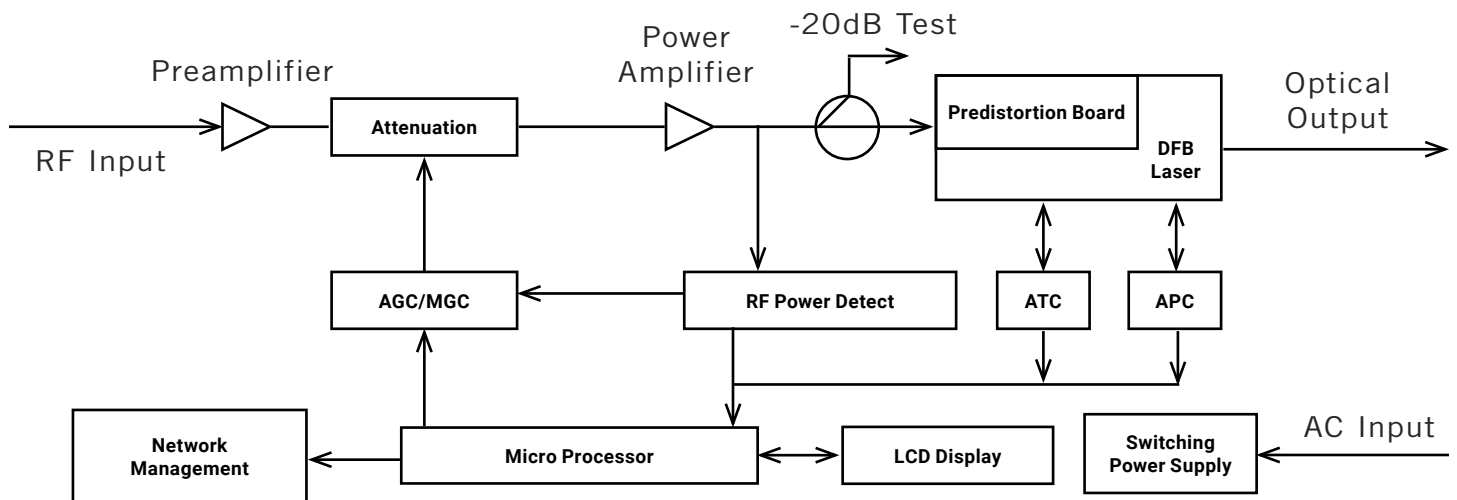 -20dB Test
Power
Amplifier
Preamplifier
Optical
Output
Predistortion Board
Attenuation
DFB
Laser
RF Input
AGC/MGC
RF Power Detect
ATC
APC
Network
Management
Micro Processor
LCD Display
Switching
Power Supply
AC Input